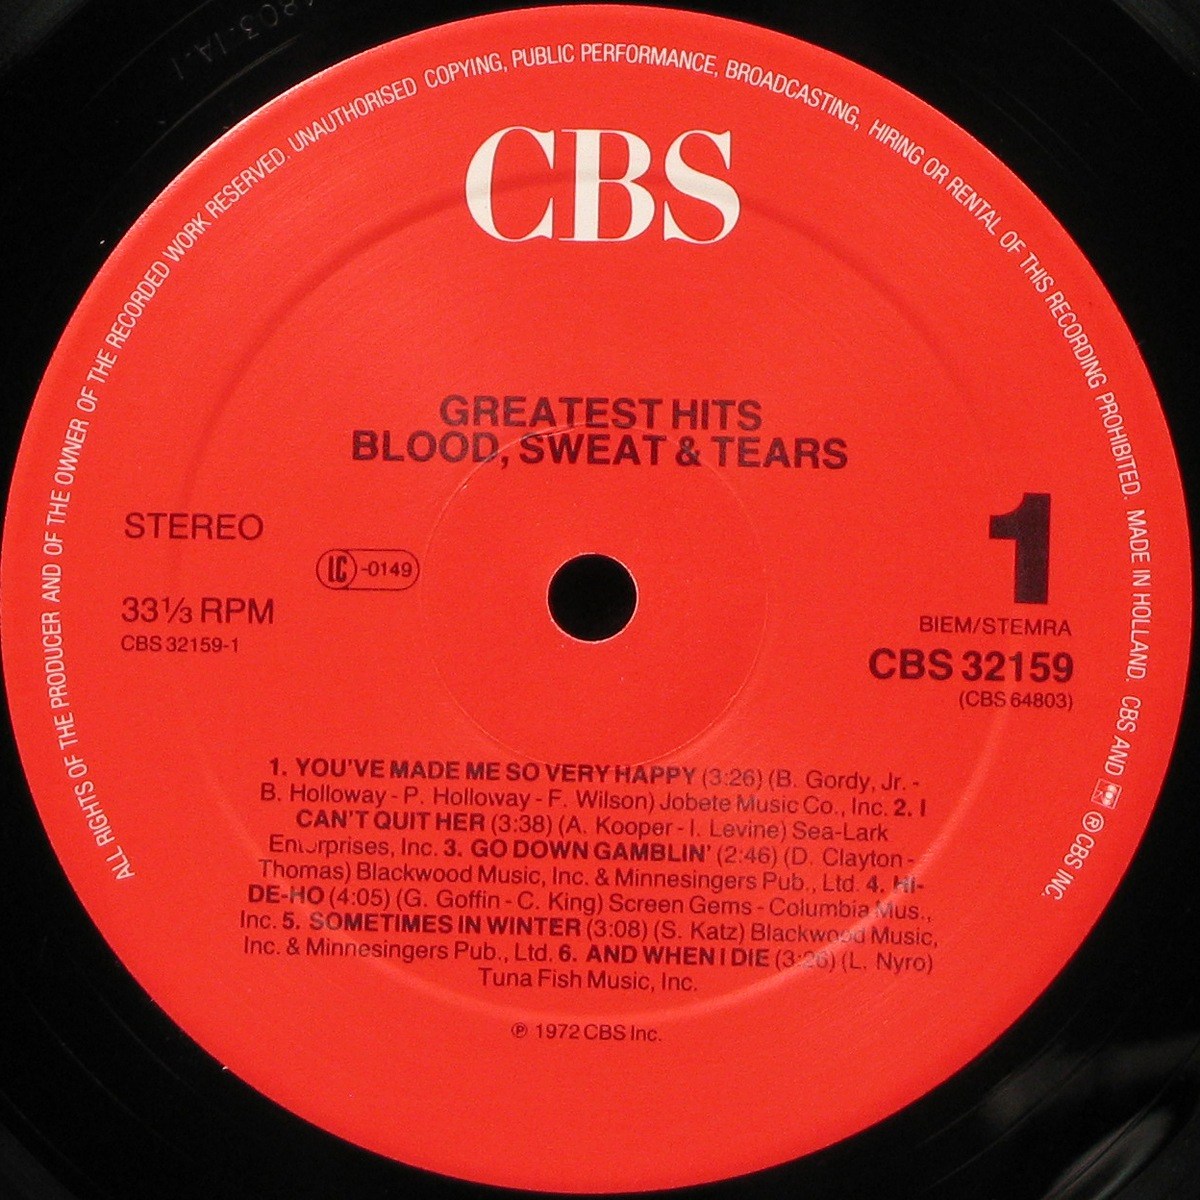 ALL RIGHTS OF THE PRODUCER AND OF THE OWNER OF THE RECORDED WORK RESERVED. UNAUTHORISED COPYING, PUBLIC PERFORMANCE, BROADCASTING, HIRING OR RENTAL OF THIS RECORDING PROHIBITED. MADE IN HOLLAND. CBS AND ® CBS INC.
CBS
GREATEST HITS
BLOOD, SWEAT & TEARS
STEREO
LC-0149
33⅓ RPM
CBS 32159-1
1
BIEM/STEMRA
CBS 32159
(CBS 64803)
1. YOU'VE MADE ME SO VERY HAPPY (3:26) (B. Gordy, Jr. -
B. Holloway - P. Holloway - F. Wilson) Jobete Music Co., Inc. 2. I
CAN'T QUIT HER (3:38) (A. Kooper - I. Levine) Sea-Lark
Enterprises, Inc. 3. GO DOWN GAMBLIN' (2:46) (D. Clayton -
Thomas) Blackwood Music, Inc. & Minnesingers Pub., Ltd. 4. HI-
DE-HO (4:05) (G. Goffin - C. King) Screen Gems - Columbia Mus.,
Inc. 5. SOMETIMES IN WINTER (3:08) (S. Katz) Blackwood Music,
Inc. & Minnesingers Pub., Ltd. 6. AND WHEN I DIE (3:26) (L. Nyro)
Tuna Fish Music, Inc.
℗ 1972 CBS Inc.